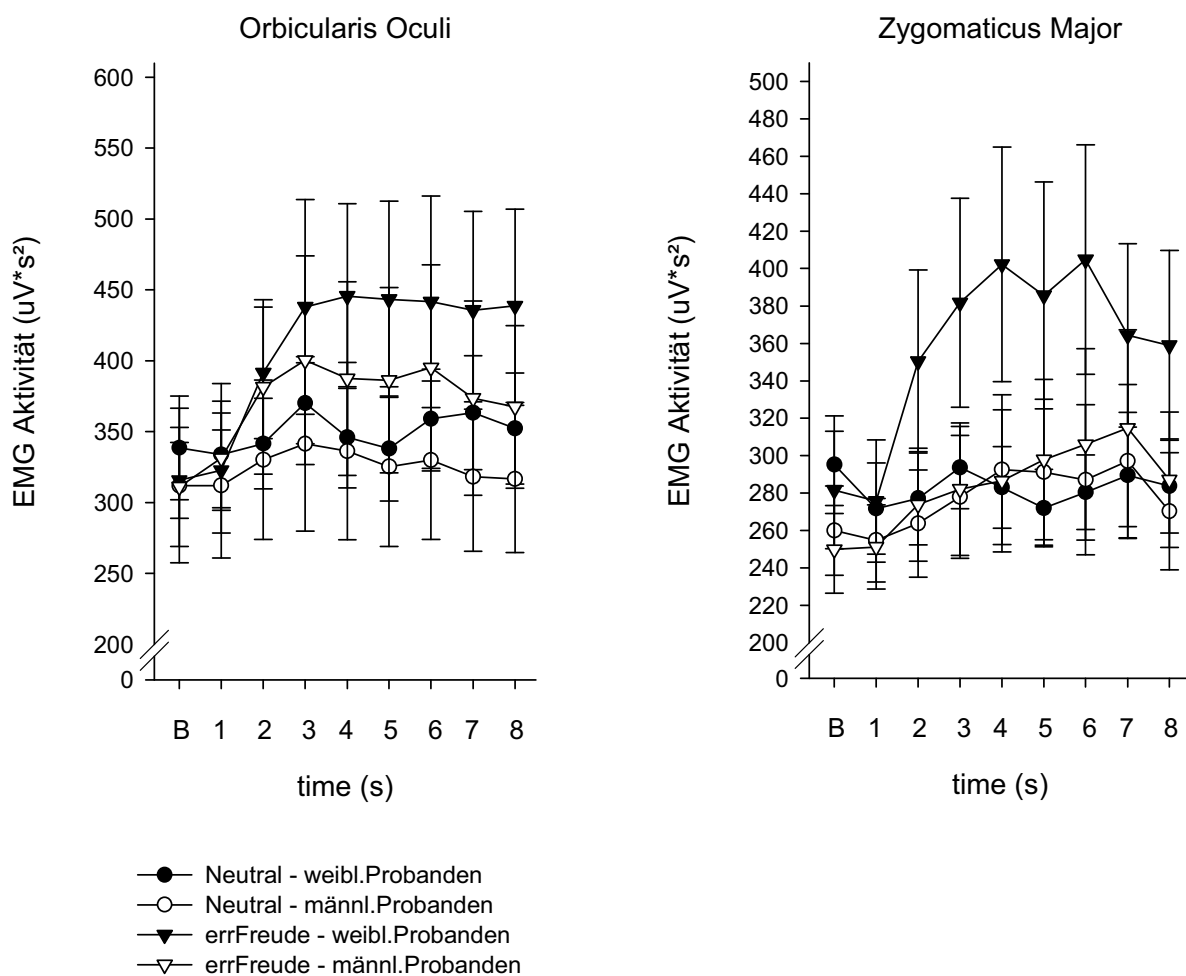 Orbicularis Oculi
EMG Aktivität (uV*s²)
600
550
500
450
400
350
300
250
200
0
B 1 2 3 4 5 6 7 8
time (s)
Zygomaticus Major
EMG Aktivität (uV*s²)
500
480
460
440
420
400
380
360
340
320
300
280
260
240
220
200
0
B 1 2 3 4 5 6 7 8
time (s)
Neutral - weibl.Probanden
Neutral - männl.Probanden
errFreude - weibl.Probanden
errFreude - männl.Probanden